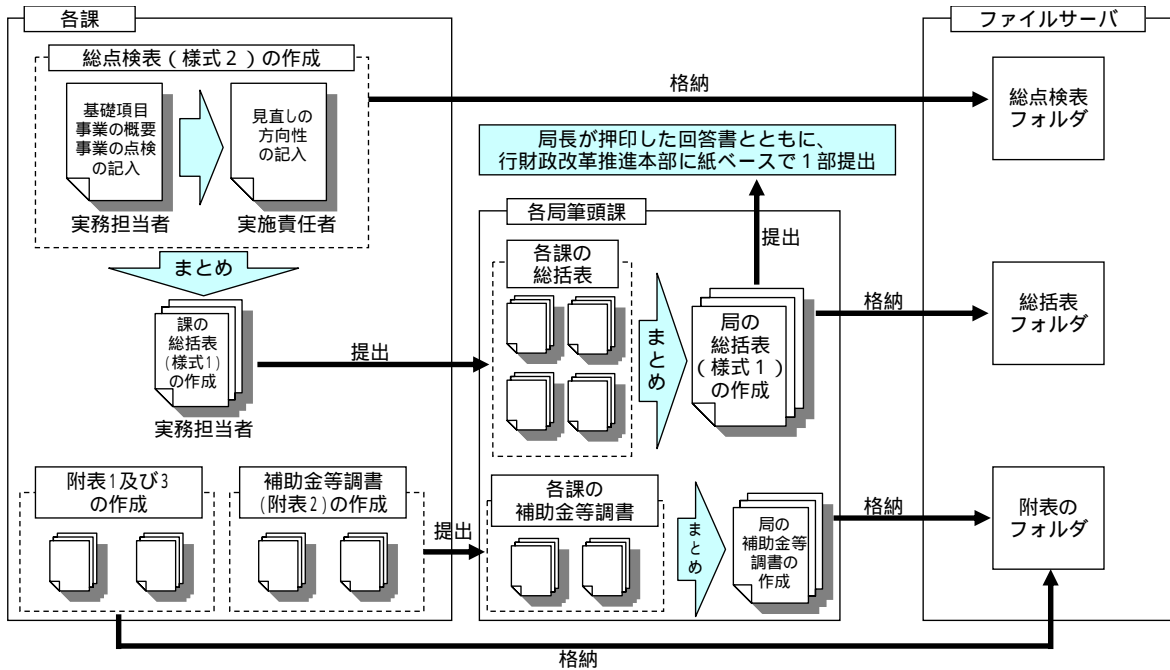 各課
総点検表（様式２）の作成
基礎項目
事業の概要
事業の点検
の記入
実務担当者
見直しの
方向性
の記入
実施責任者
まとめ
課の
総括表
(様式1)
の作成
実務担当者
提出
附表1及び3
の作成
補助金等調書
(附表2)の作成
提出
格納
局長が押印した回答書とともに、
行財政改革推進本部に紙ベースで１部提出
提出
各局筆頭課
各課の
総括表
まとめ
局の
総括表
（様式１）
の作成
格納
各課の
補助金等調書
まとめ
局の
補助金等
調書の
作成
格納
ファイルサーバ
総点検表
フォルダ
総括表
フォルダ
附表の
フォルダ
格納